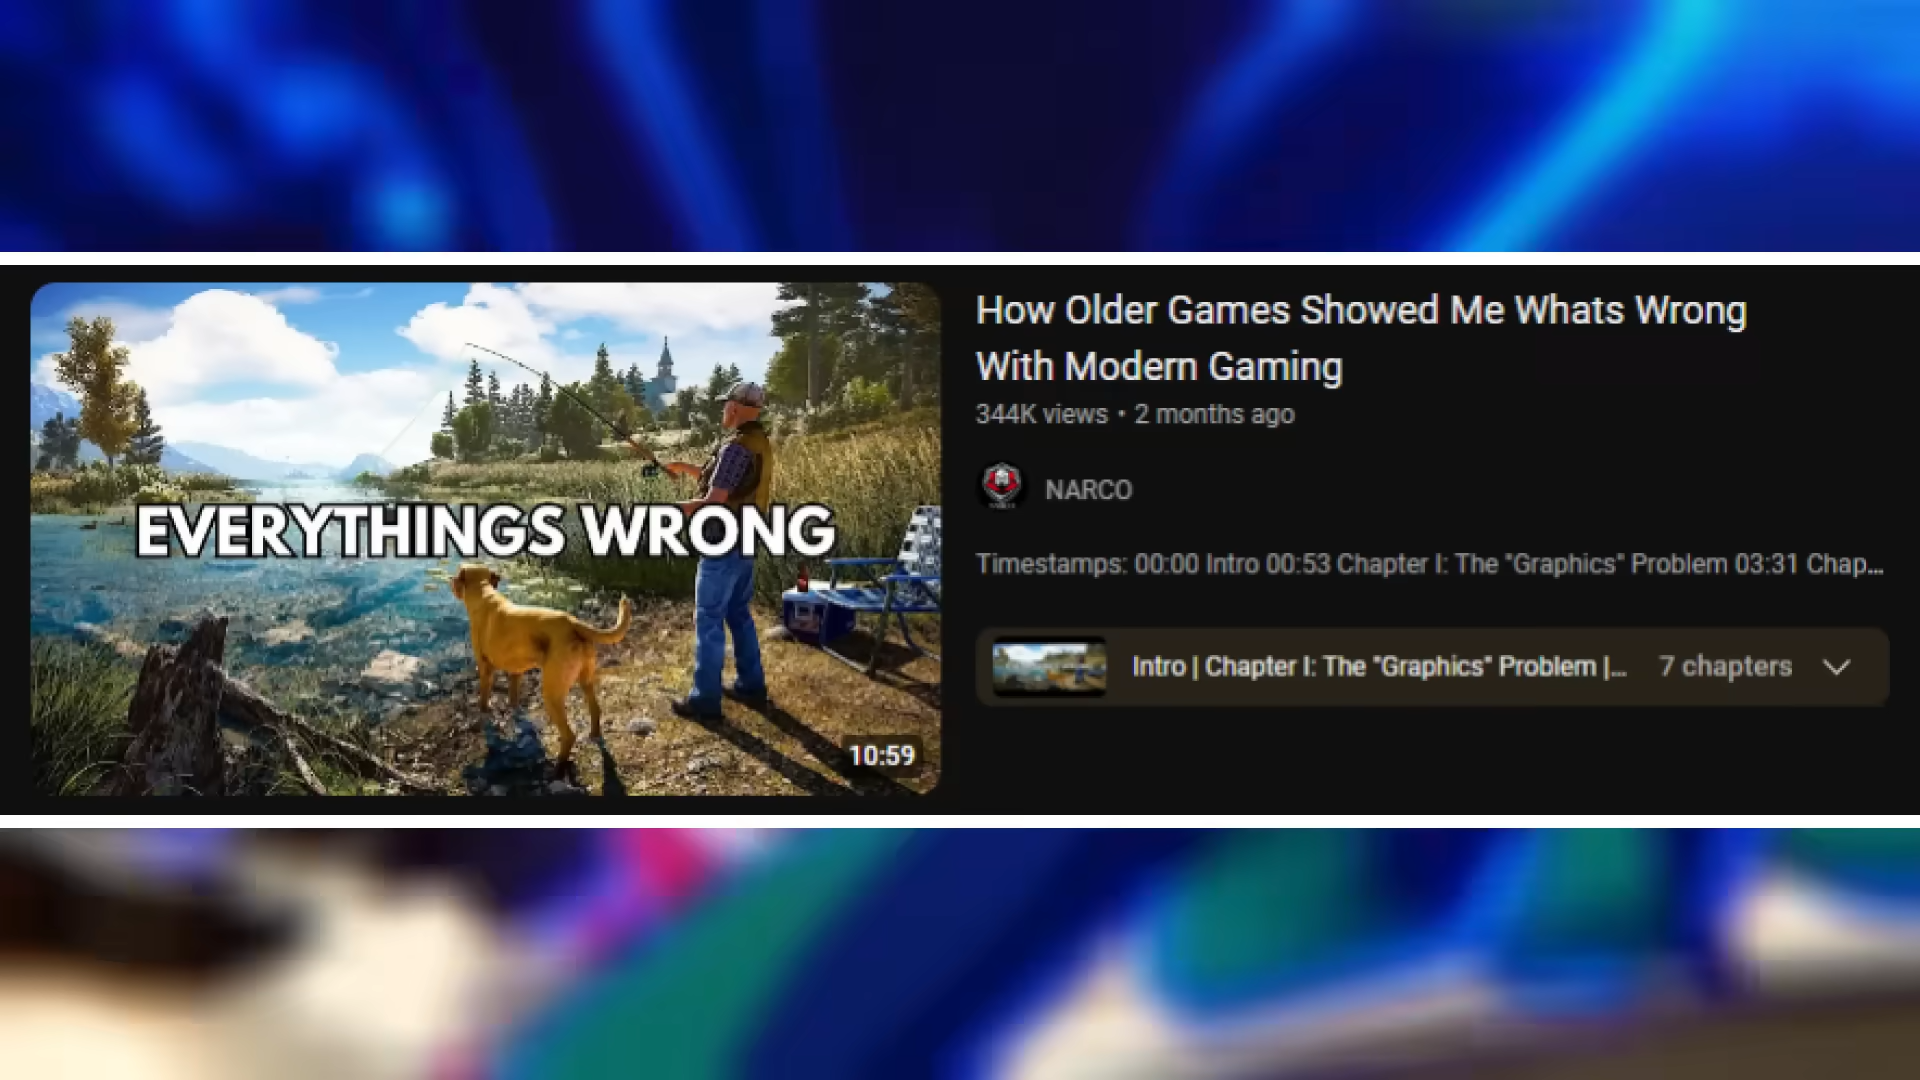 EVERYTHINGS WRONG
10:59
How Older Games Showed Me Whats Wrong
With Modern Gaming
344K views • 2 months ago
NARCO
Timestamps: 00:00 Intro 00:53 Chapter I: The "Graphics" Problem 03:31 Chap...
Intro | Chapter I: The "Graphics" Problem |... 7 chapters